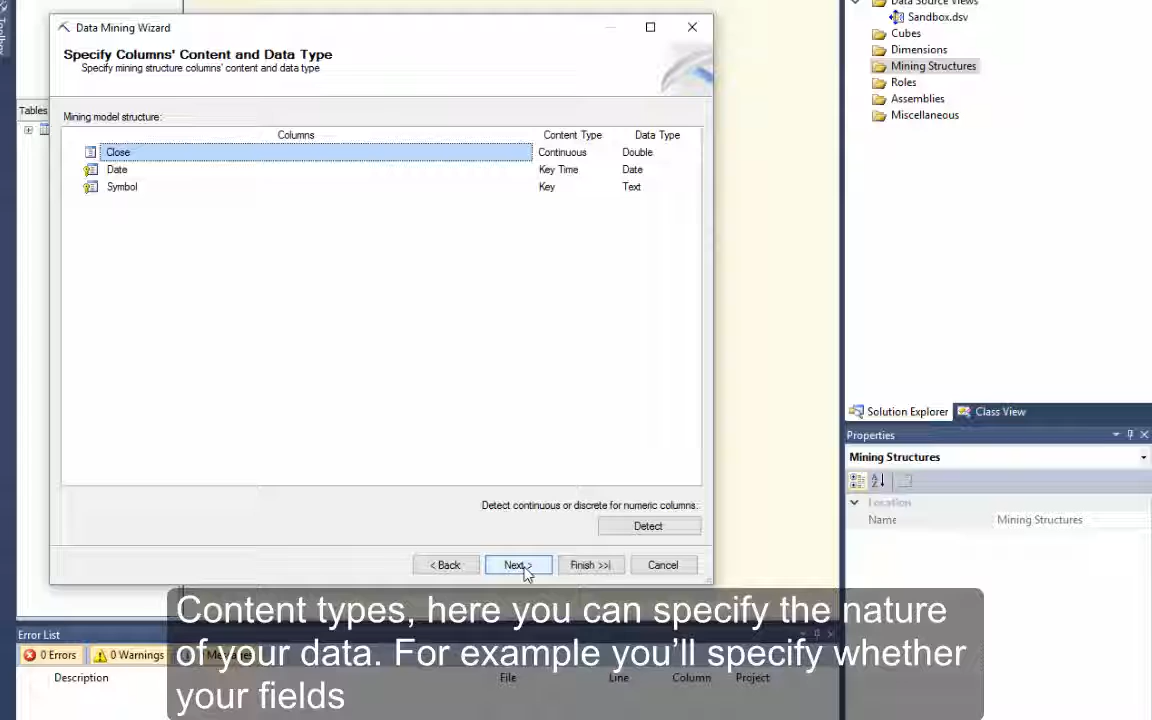 Data Mining Wizard
Specify Columns' Content and Data Type
Specify mining structure columns' content and data type
Mining model structure:
Columns Content Type Data Type
Close Continuous Double
Date Key Time Date
Symbol Key Text
Detect continuous or discrete for numeric columns:
Detect
< Back Next > Finish >>| Cancel
Toolbox
Tables
Data Source Views
Sandbox.dsv
Cubes
Dimensions
Mining Structures
Roles
Assemblies
Miscellaneous
Solution Explorer Class View
Properties
Mining Structures
Location
Name Mining Structures
Error List
0 Errors 0 Warnings
Description File Line Column Project
Content types, here you can specify the nature
of your data. For example you’ll specify whether
your fields